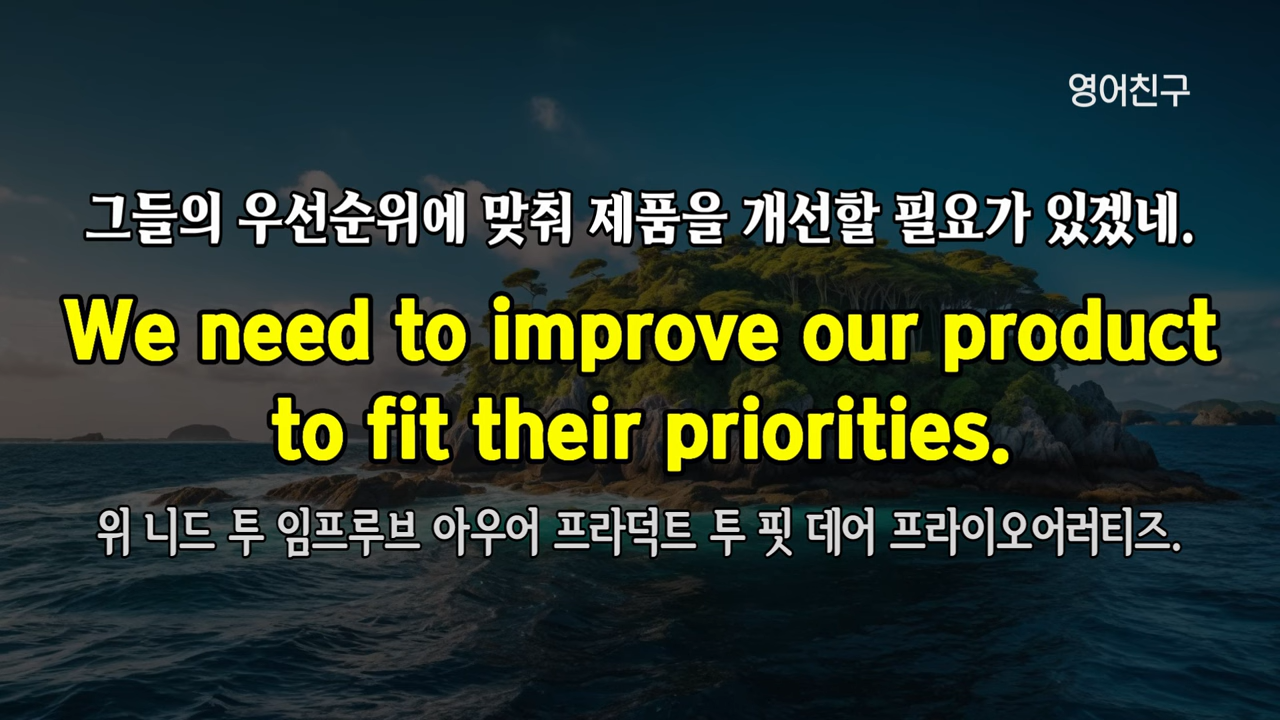 영어친구
그들의 우선순위에 맞춰 제품을 개선할 필요가 있겠네.
We need to improve our product
to fit their priorities.
위 니드 투 임프루브 아우어 프라덕트 투 핏 데어 프라이오어러티즈.